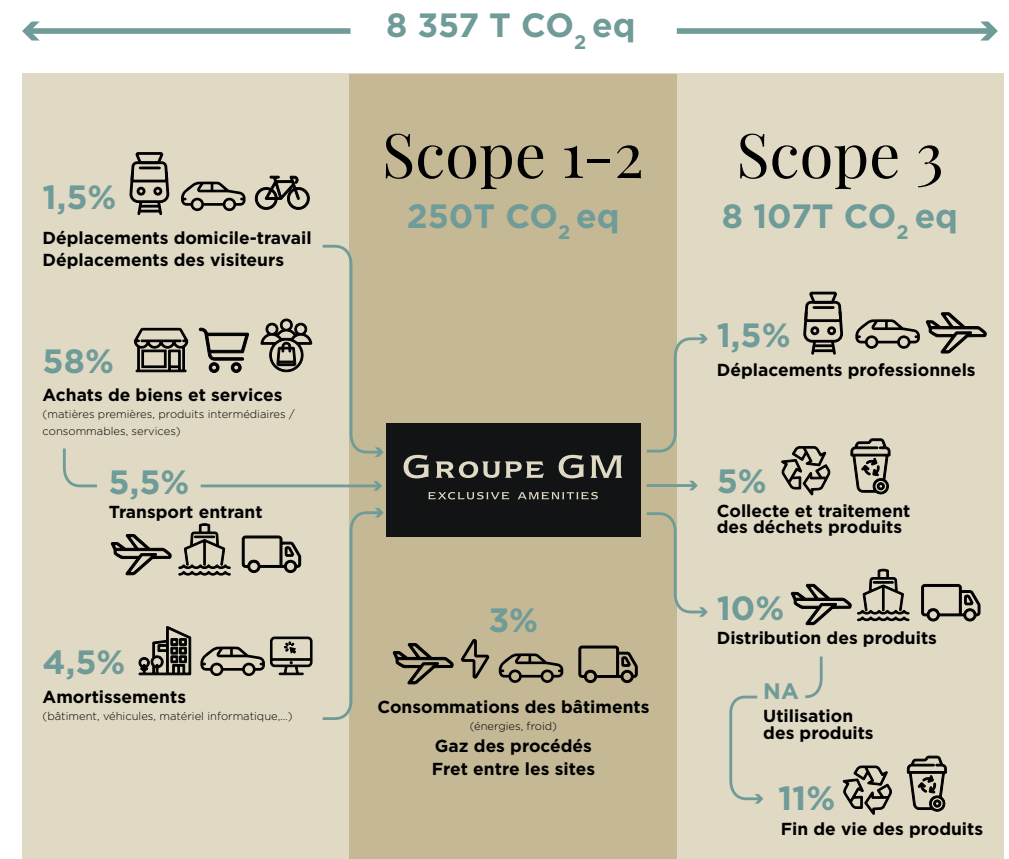 8 357 T CO2 eq
1,5%
Déplacements domicile-travail
Déplacements des visiteurs
58%
Achats de biens et services
(matières premières, produits intermédiaires /
consommables, services)
5,5%
Transport entrant
4,5%
Amortissements
(bâtiment, véhicules, matériel informatique,...)
Scope 1-2
250T CO2 eq
GROUPE GM
EXCLUSIVE AMENITIES
3%
Consommations des bâtiments
(énergies, froid)
Gaz des procédés
Fret entre les sites
Scope 3
8 107T CO2 eq
1,5%
Déplacements professionnels
5%
Collecte et traitement
des déchets produits
10%
Distribution des produits
NA
Utilisation
des produits
11%
Fin de vie des produits